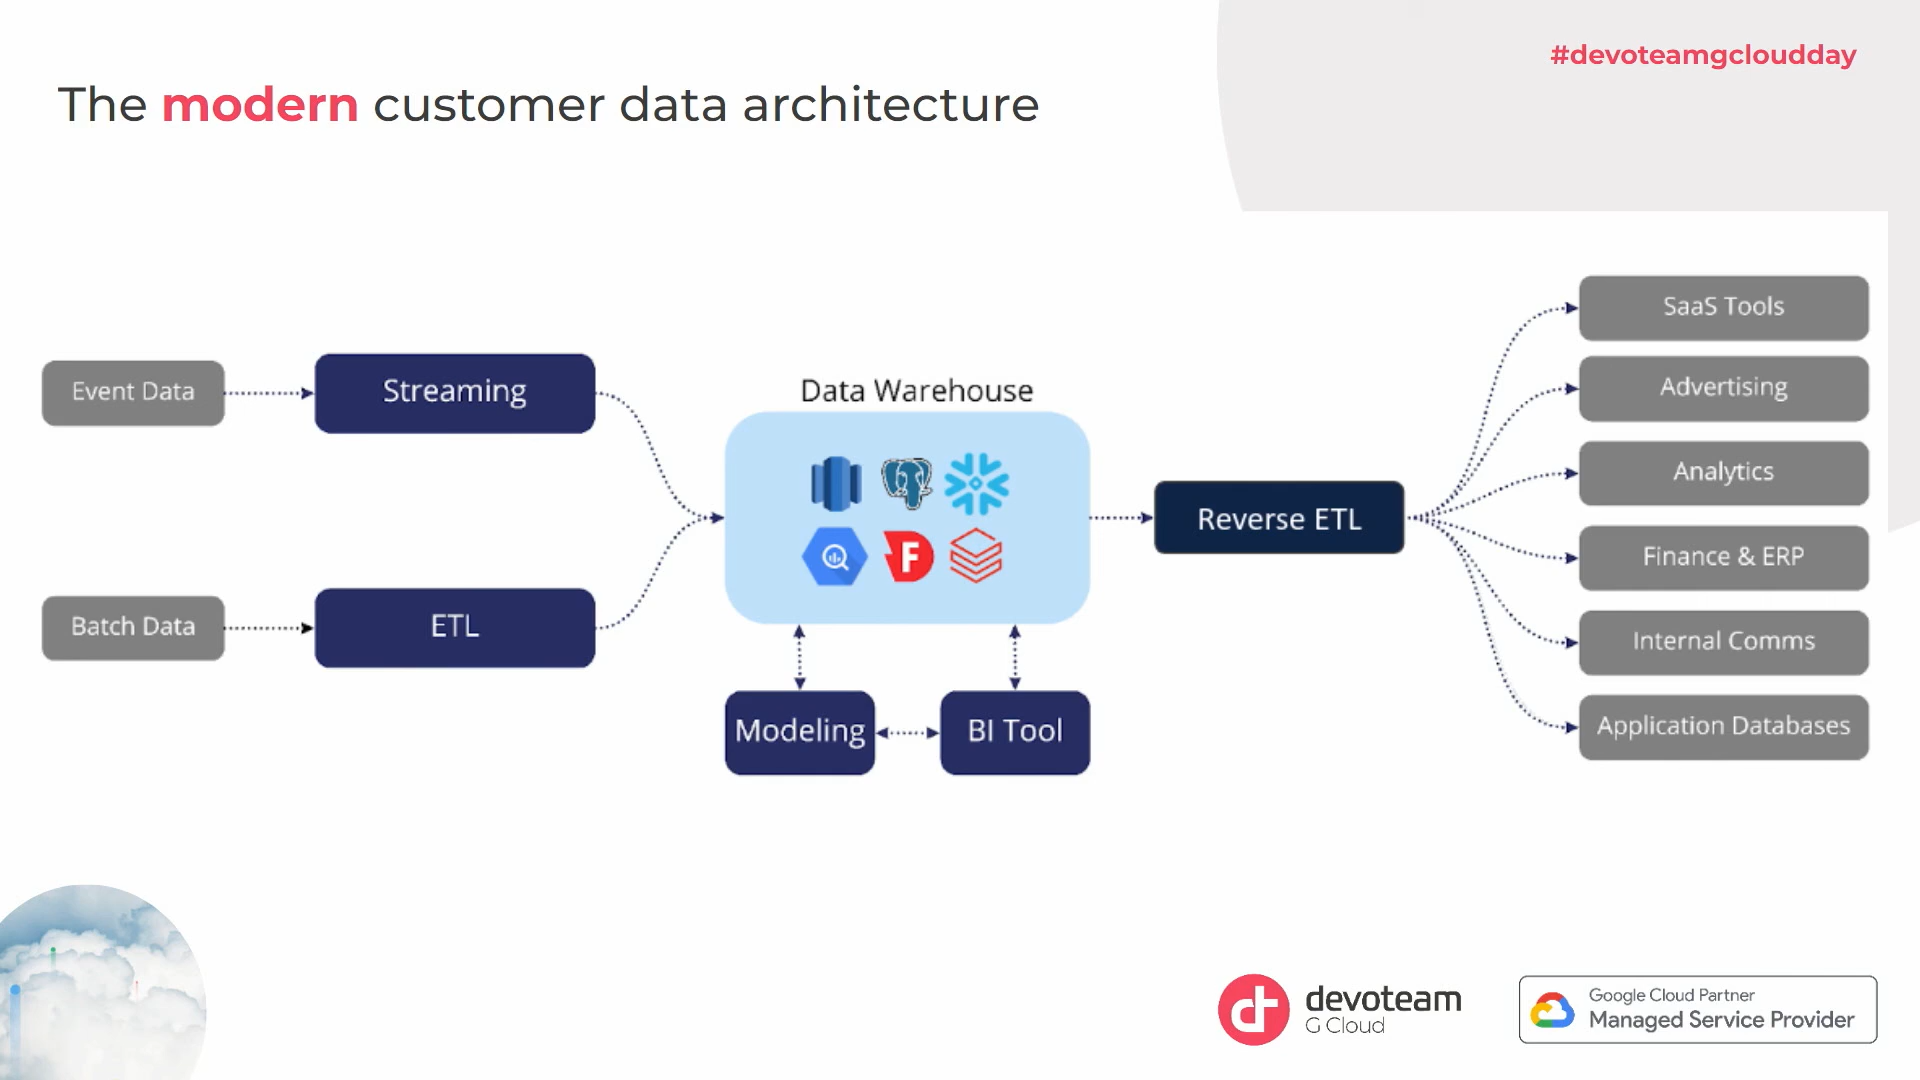 #devoteamgcloudday
The modern customer data architecture
Event Data
Streaming
Batch Data
ETL
Data Warehouse
F
Modeling
BI Tool
Reverse ETL
SaaS Tools
Advertising
Analytics
Finance & ERP
Internal Comms
Application Databases
devoteam
G Cloud
Google Cloud Partner
Managed Service Provider